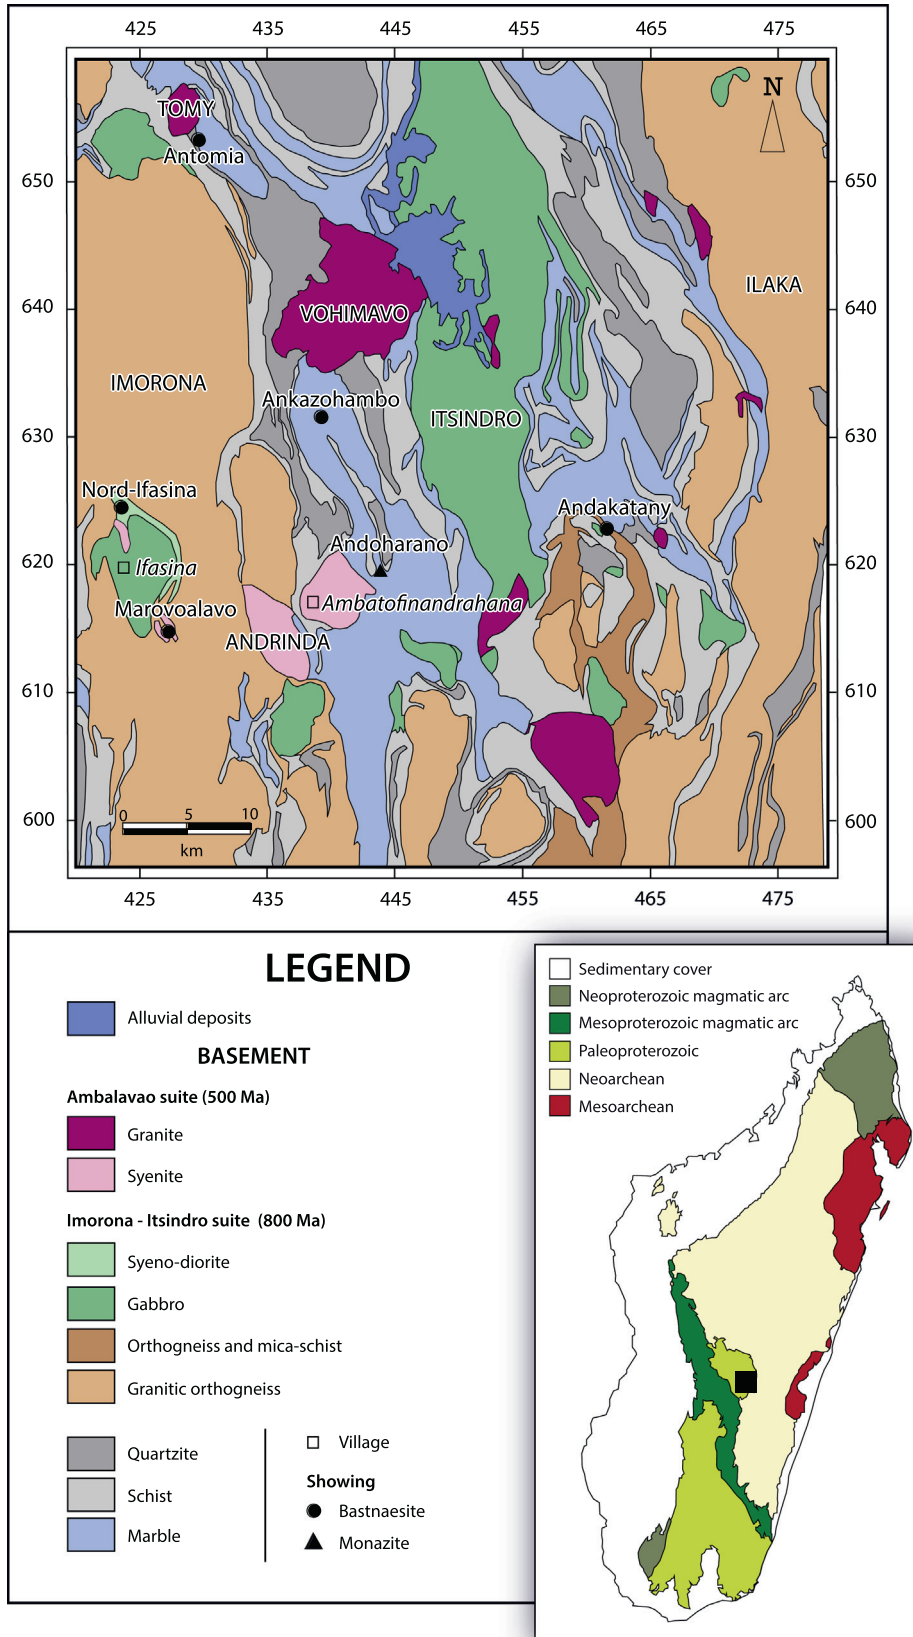 425 435 445 455 465 475
N
TOMY
Antomia
650 650
ILAKA
640 640
VOHIMAVO
IMORONA
Ankazohambo
ITSINDRO
630 630
Nord-Ifasina
Andakatany
Andoharano
620 620
Ifasina
Ambatofinandrahana
Marovoalavo
ANDRINDA
610 610
600 600
0 5 10
km
425 435 445 455 465 475
LEGEND
Alluvial deposits
BASEMENT
Ambalavao suite (500 Ma)
Granite
Syenite
Imorona - Itsindro suite (800 Ma)
Syeno-diorite
Gabbro
Orthogneiss and mica-schist
Granitic orthogneiss
Quartzite
Schist
Marble
Village
Showing
Bastnaesite
Monazite
Sedimentary cover
Neoproterozoic magmatic arc
Mesoproterozoic magmatic arc
Paleoproterozoic
Neoarchean
Mesoarchean